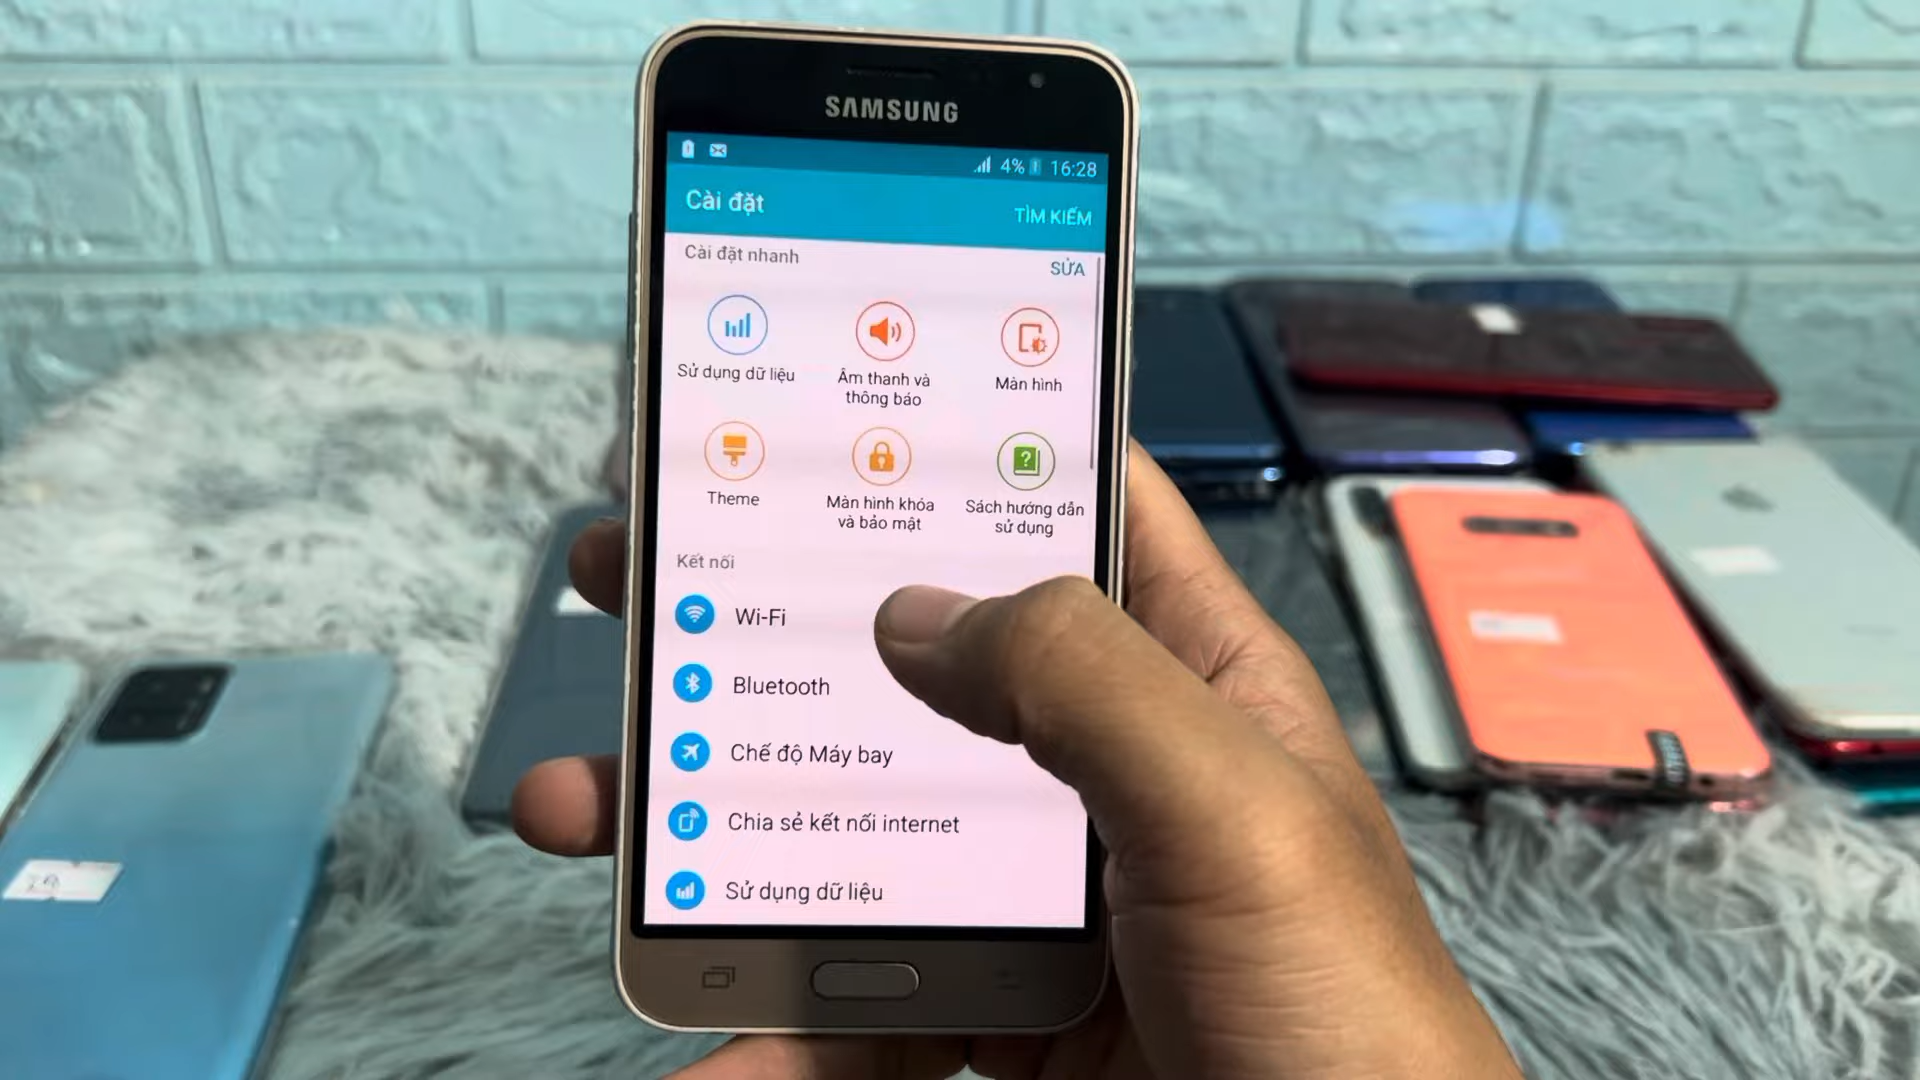 SAMSUNG
4% 16:28
Cài đặt
TÌM KIẾM
Cài đặt nhanh
SỬA
Sử dụng dữ liệu
Âm thanh và
thông báo
Màn hình
Theme
Màn hình khóa
và bảo mật
Sách hướng dẫn
sử dụng
Kết nối
Wi-Fi
Bluetooth
Chế độ Máy bay
Chia sẻ kết nối internet
Sử dụng dữ liệu